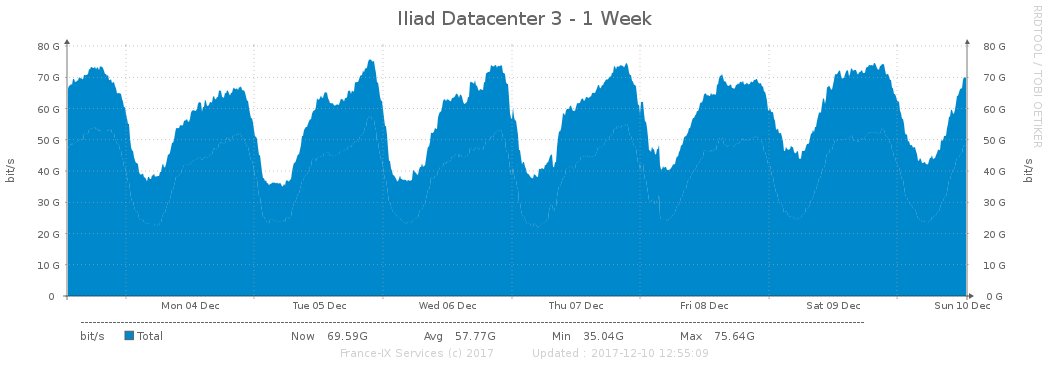 Iliad Datacenter 3 - 1 Week
RRDTOOL / TOBI OETIKER
80 G 80 G
70 G 70 G
60 G 60 G
50 G 50 G
40 G 40 G
30 G 30 G
20 G 20 G
10 G 10 G
0 0 G
bit/s bit/s
Mon 04 Dec Tue 05 Dec Wed 06 Dec Thu 07 Dec Fri 08 Dec Sat 09 Dec Sun 10 Dec
bit/s Total Now 69.59G Avg 57.77G Min 35.04G Max 75.64G
France-IX Services (c) 2017 Updated : 2017-12-10 12:55:09